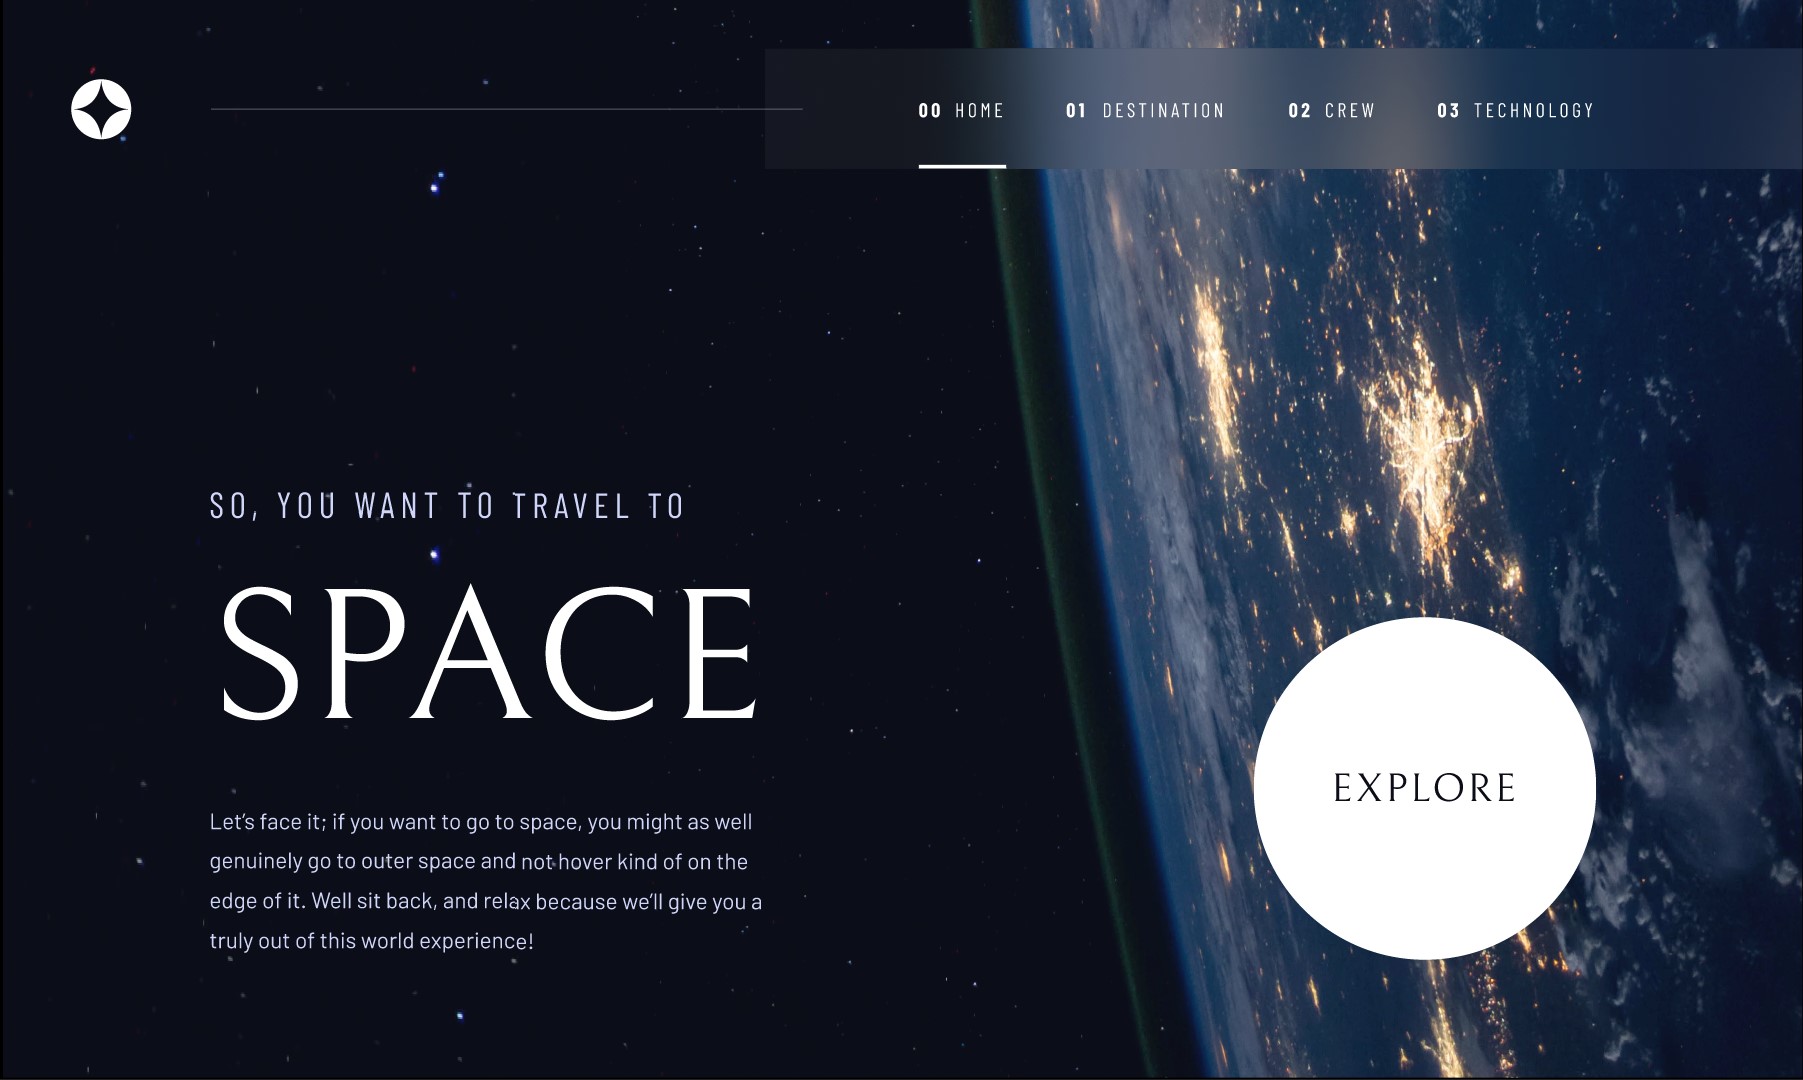 00 HOME 01 DESTINATION 02 CREW 03 TECHNOLOGY
SO, YOU WANT TO TRAVEL TO
SPACE
Let’s face it; if you want to go to space, you might as well
genuinely go to outer space and not hover kind of on the
edge of it. Well sit back, and relax because we’ll give you a
truly out of this world experience!
EXPLORE